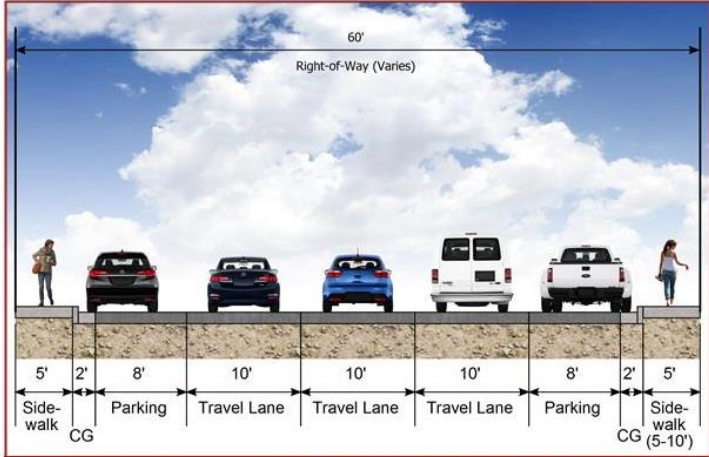 60'
Right-of-Way (Varies)
5' 2' 8' 10' 10' 10' 8' 2' 5'
Side- Parking Travel Lane Travel Lane Travel Lane Parking Side-
walk walk
CG CG (5-10')